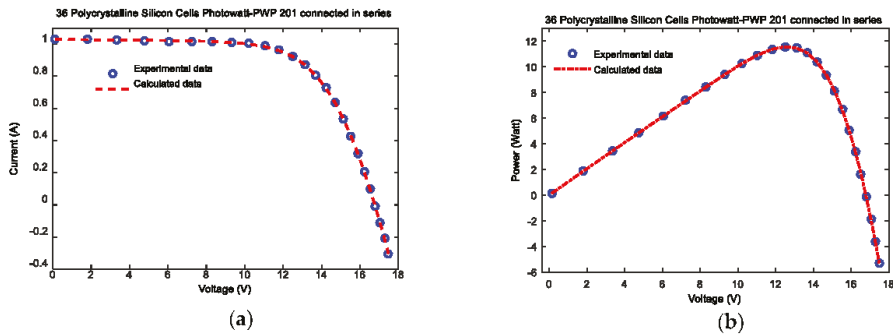 36 Polycrystalline Silicon Cells Photowatt-PWP 201 connected in series
1
0.8
0.6
0.4
0.2
0
-0.2
-0.4
Current (A)
Experimental data
Calculated data
0 2 4 6 8 10 12 14 16 18
Voltage (V)
(a)
36 Polycrystalline Silicon Cells Photowatt-PWP 201 connected in series
12
10
8
6
4
2
0
-2
-4
-6
Power (Watt)
Experimental data
Calculated data
0 2 4 6 8 10 12 14 16 18
Voltage (V)
(b)